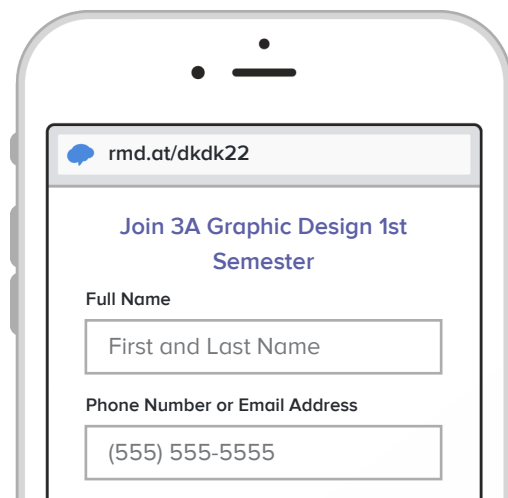 rmd.at/dkdk22
Join 3A Graphic Design 1st
Semester
Full Name
First and Last Name
Phone Number or Email Address
(555) 555-5555